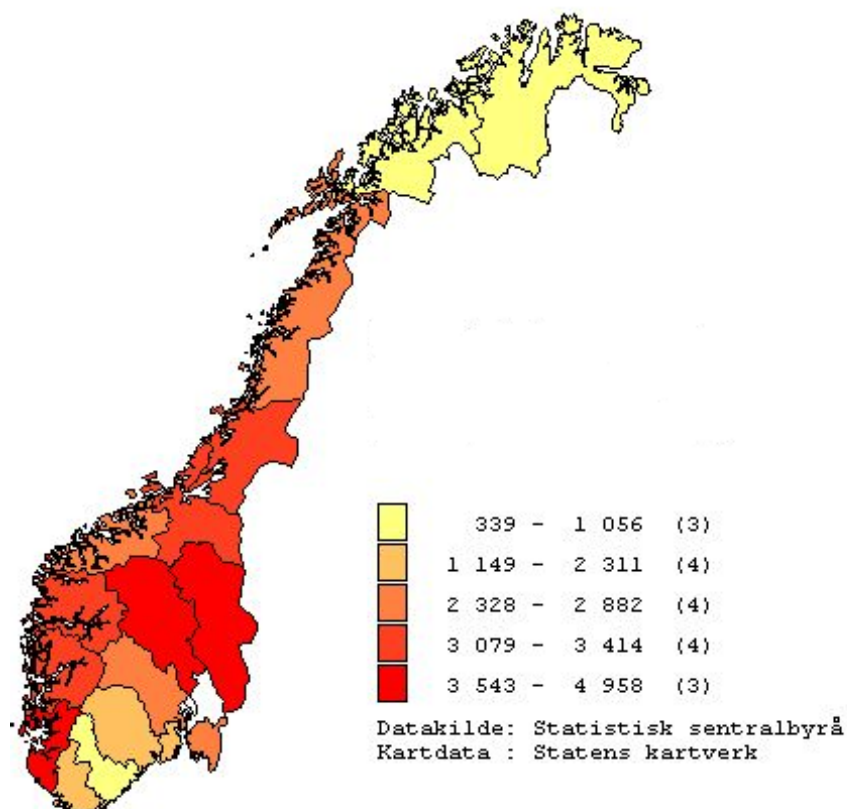 339 - 1 056 (3)
1 149 - 2 311 (4)
2 328 - 2 882 (4)
3 079 - 3 414 (4)
3 543 - 4 958 (3)
Datakilde: Statistisk sentralbyrå
Kartdata : Statens kartverk